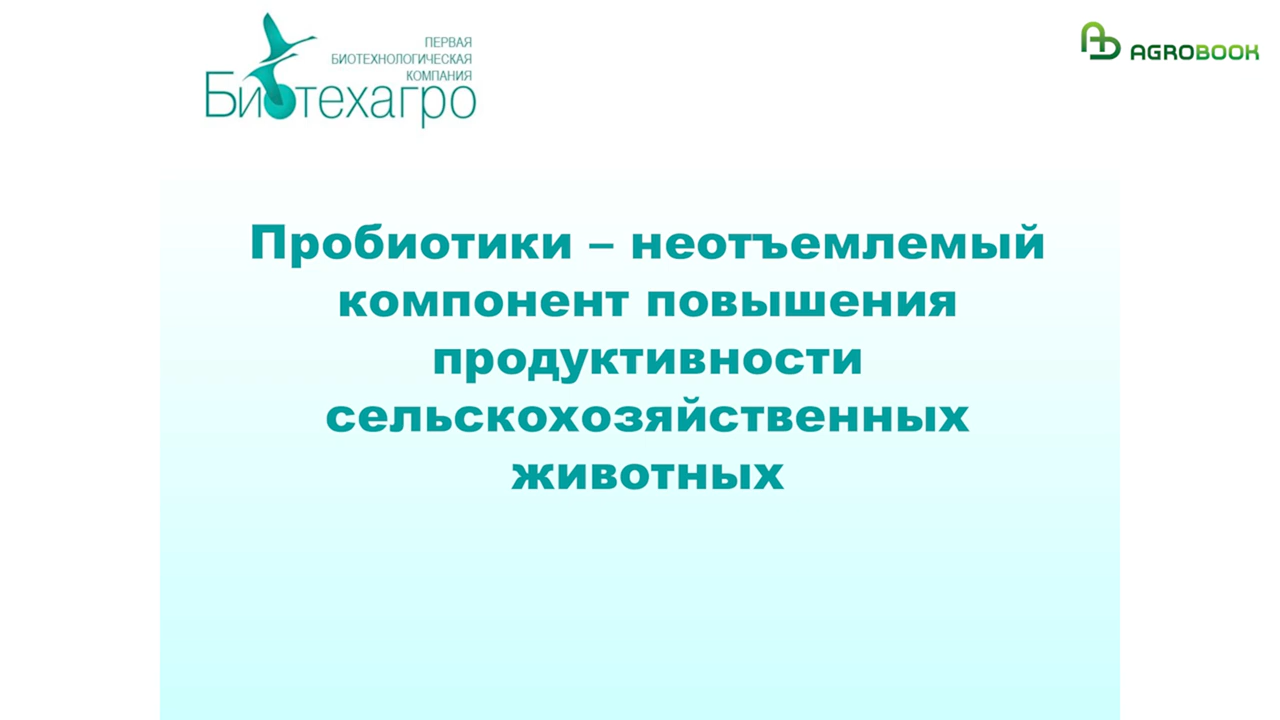 ПЕРВАЯ
БИОТЕХНОЛОГИЧЕСКАЯ
КОМПАНИЯ
Биотехагро
AGROBOOK
Пробиотики – неотъемлемый
компонент повышения
продуктивности
сельскохозяйственных
животных